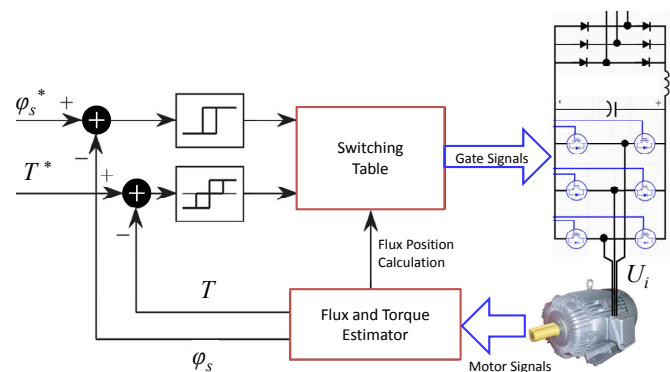 φs* +
−
T* +
−
Switching
Table
Gate Signals
' +
Flux Position
Calculation
Ui
T
Flux and Torque
Estimator
φs
Motor Signals